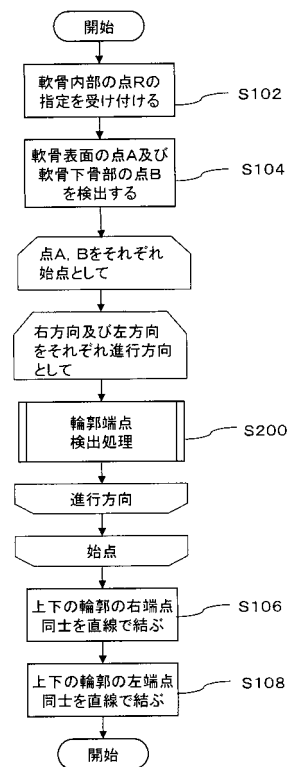 開始
軟骨内部の点Rの
指定を受け付ける
S102
軟骨表面の点A及び
軟骨下骨部の点B
を検出する
S104
点A, Bをそれぞれ
始点として
右方向及び左方向
をそれぞれ進行方向
として
輪郭端点
検出処理
S200
進行方向
始点
上下の輪郭の右端点
同士を直線で結ぶ
S106
上下の輪郭の左端点
同士を直線で結ぶ
S108
開始